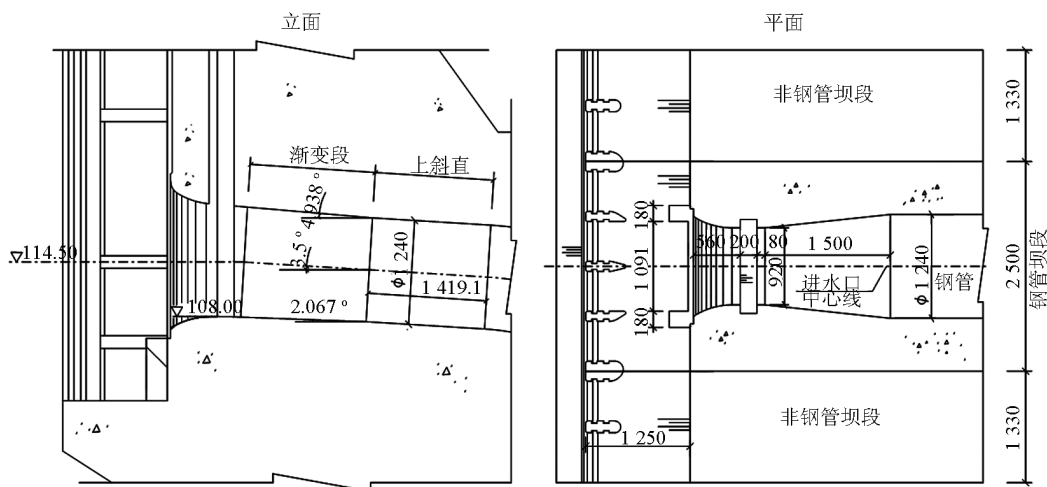 立面
平面
渐变段
上斜直
4.938°
3.5°
114.50
108.00
2.067°
ϕ1 240
1 419.1
非钢管坝段
180
1 091
180
560
200
80
1 500
920
进水口
中心线
ϕ1 240
钢管
非钢管坝段
1 250
1 330
2 500
钢管坝段
1 330